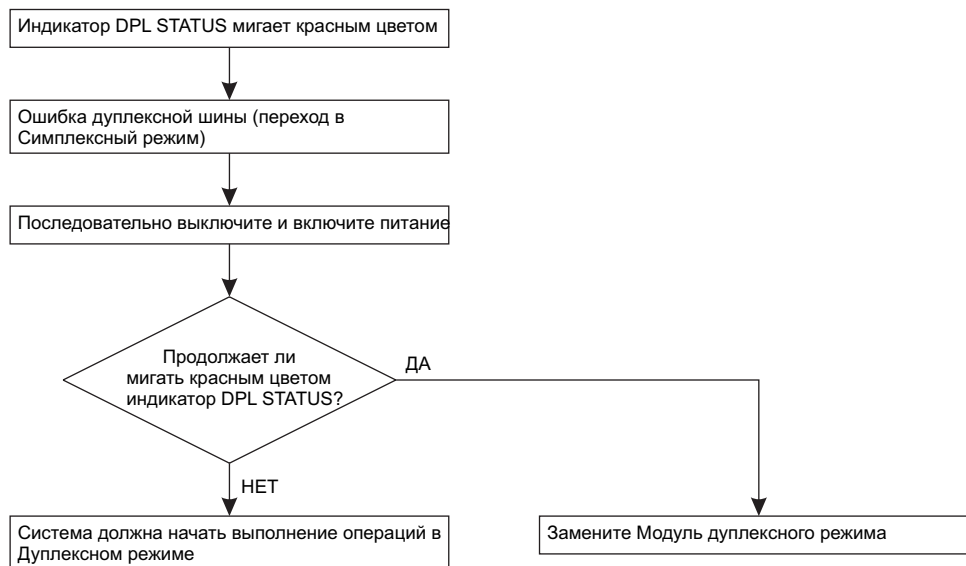 Индикатор DPL STATUS мигает красным цветом
Ошибка дуплексной шины (переход в
Симплексный режим)
Последовательно выключите и включите питание
Продолжает ли
мигать красным цветом
индикатор DPL STATUS?
ДА
НЕТ
Система должна начать выполнение операций в
Дуплексном режиме
Замените Модуль дуплексного режима